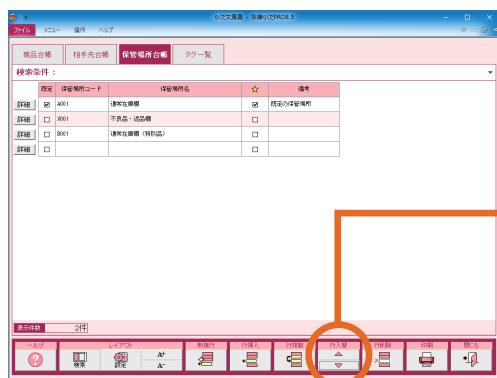 らくだ文房具 - 在庫らくだPRO8.5
ファイル メニュー 操作 ヘルプ
商品台帳 相手先台帳 保管場所台帳 タグ一覧
検索条件：
既定 保管場所コード 保管場所名 ☆ 備考
詳細 A001 通常在庫棚 既定の保管場所
詳細 X001 不良品・返品棚
詳細 B001 通常在庫棚（特別品）
表示件数 3件
ヘルプ レイアウト 新規行 行挿入 行複製 行入替 行削除 印刷 閉じる
検索 設定 A+
A-